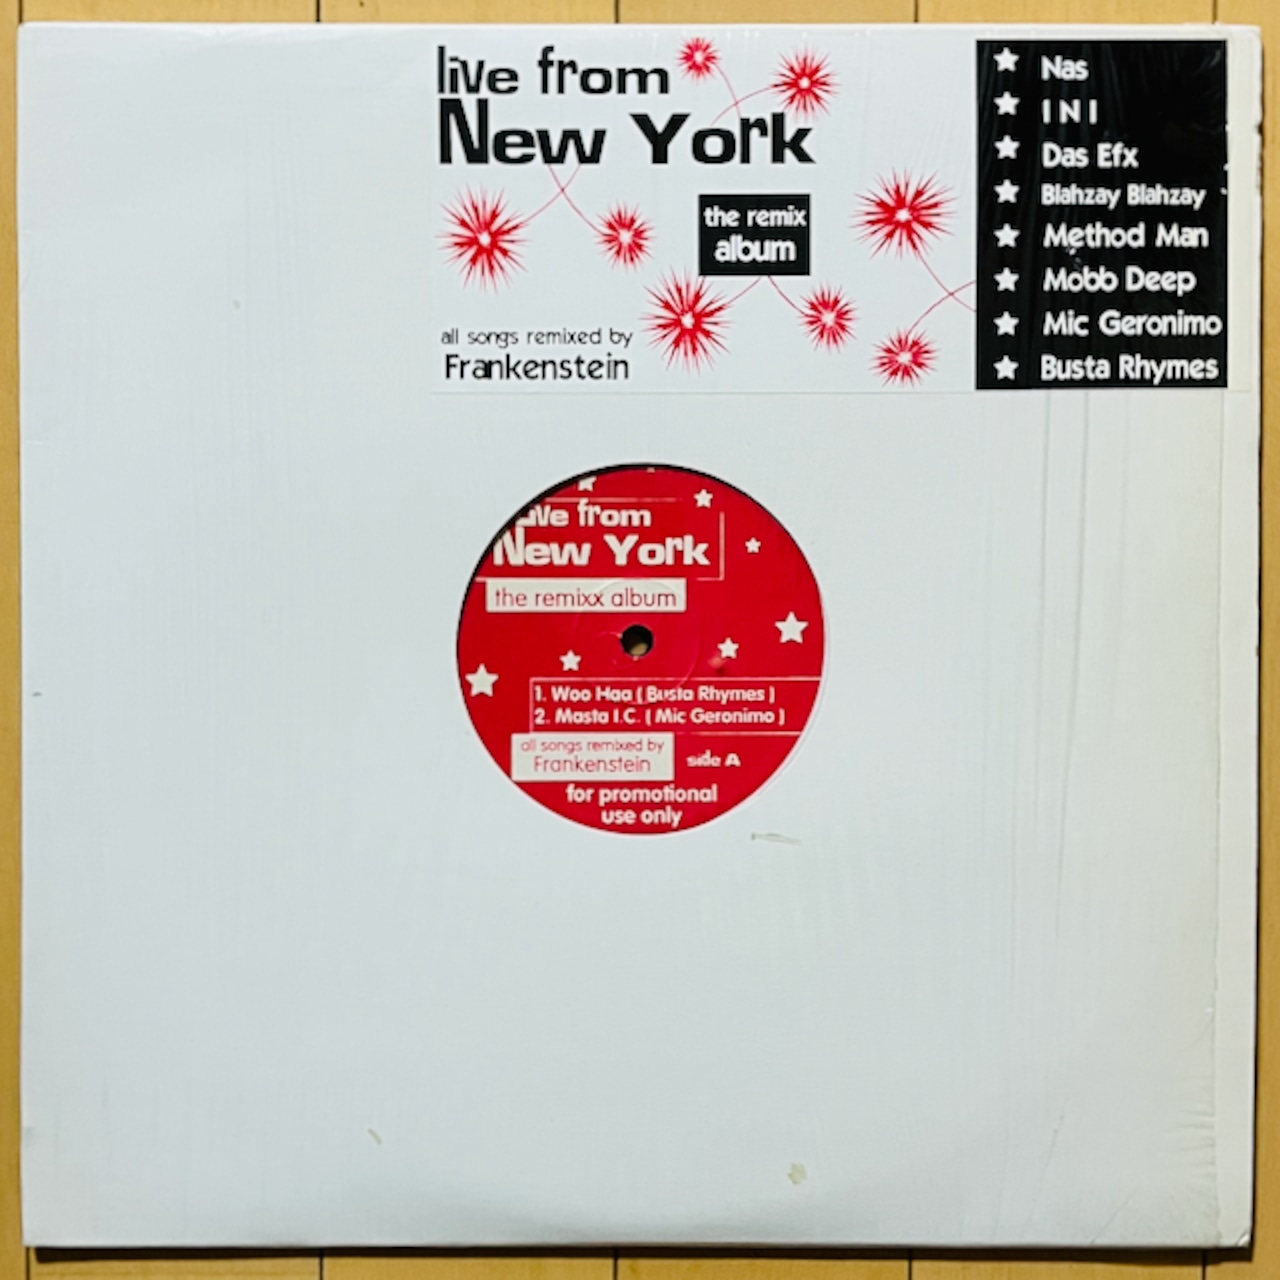 live from
New York
the remix
album
all songs remixed by
Frankenstein
Nas
I N I
Das Efx
Blahzay Blahzay
Method Man
Mobb Deep
Mic Geronimo
Busta Rhymes
Live from
New York
the remixx album
1. Woo Haa ( Busta Rhymes )
2. Masta I.C. ( Mic Geronimo )
all songs remixed by
Frankenstein
side A
for promotional
use only